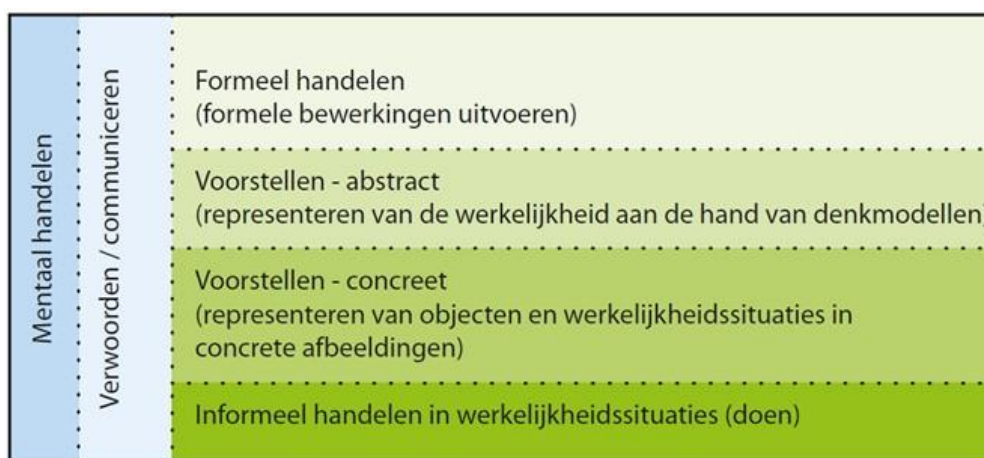 Mentaal handelen
Verwoorden / communiceren
Formeel handelen
(formele bewerkingen uitvoeren)
Voorstellen - abstract
(representeren van de werkelijkheid aan de hand van denkmodellen)
Voorstellen - concreet
(representeren van objecten en werkelijkheidssituaties in
concrete afbeeldingen)
Informeel handelen in werkelijkheidssituaties (doen)